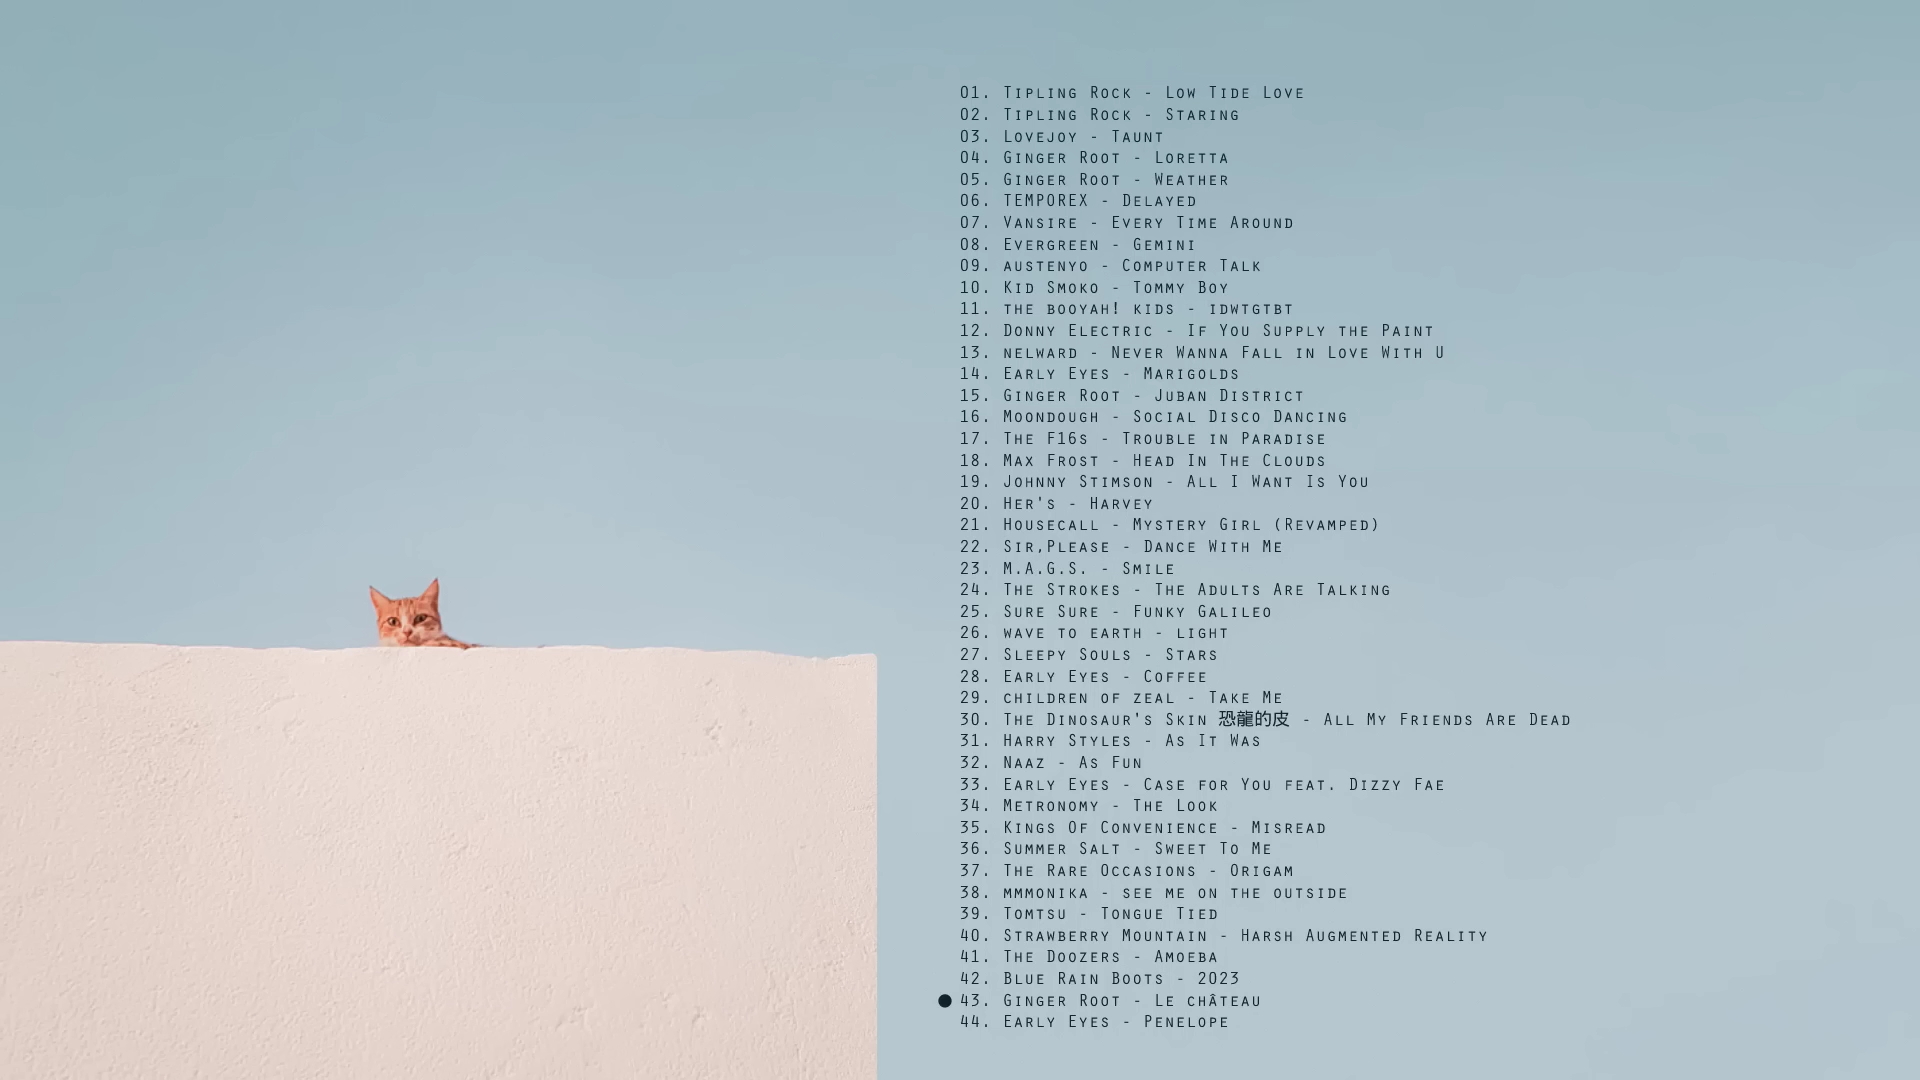 01. Tipling Rock - Low Tide Love
02. Tipling Rock - Staring
03. Lovejoy - Taunt
04. Ginger Root - Loretta
05. Ginger Root - Weather
06. TEMPOREX - Delayed
07. Vansire - Every Time Around
08. Evergreen - Gemini
09. austenyo - Computer Talk
10. Kid Smoko - Tommy Boy
11. the booyah! kids - idwtgtbt
12. Donny Electric - If You Supply the Paint
13. nelward - Never Wanna Fall in Love With U
14. Early Eyes - Marigolds
15. Ginger Root - Juban District
16. Moondough - Social Disco Dancing
17. The F16s - Trouble in Paradise
18. Max Frost - Head In The Clouds
19. Johnny Stimson - All I Want Is You
20. Her's - Harvey
21. Housecall - Mystery Girl (Revamped)
22. Sir,Please - Dance With Me
23. M.A.G.S. - Smile
24. The Strokes - The Adults Are Talking
25. Sure Sure - Funky Galileo
26. wave to earth - light
27. Sleepy Souls - Stars
28. Early Eyes - Coffee
29. children of zeal - Take Me
30. The Dinosaur's Skin 恐龍的皮 - All My Friends Are Dead
31. Harry Styles - As It Was
32. Naaz - As Fun
33. Early Eyes - Case for You feat. Dizzy Fae
34. Metronomy - The Look
35. Kings Of Convenience - Misread
36. Summer Salt - Sweet To Me
37. The Rare Occasions - Origam
38. mmmonika - see me on the outside
39. Tomtsu - Tongue Tied
40. Strawberry Mountain - Harsh Augmented Reality
41. The Doozers - Amoeba
42. Blue Rain Boots - 2023
43. Ginger Root - Le château
44. Early Eyes - Penelope